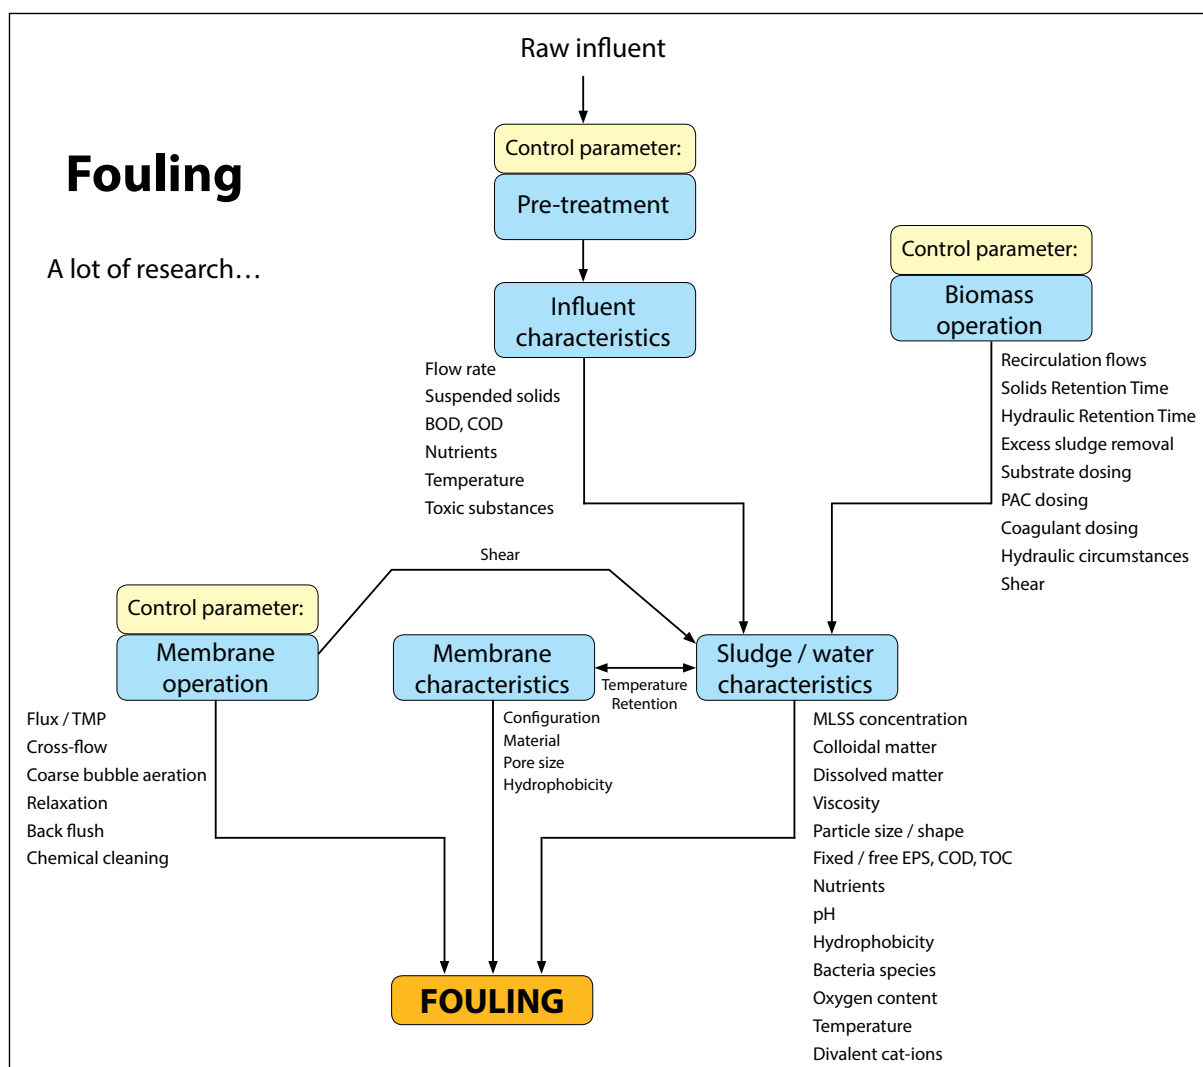 Raw influent
Control parameter:
Pre-treatment
Fouling
A lot of research…
Influent
characteristics
Flow rate
Suspended solids
BOD, COD
Nutrients
Temperature
Toxic substances
Control parameter:
Biomass
operation
Recirculation flows
Solids Retention Time
Hydraulic Retention Time
Excess sludge removal
Substrate dosing
PAC dosing
Coagulant dosing
Hydraulic circumstances
Shear
Shear
Control parameter:
Membrane
operation
Flux / TMP
Cross-flow
Coarse bubble aeration
Relaxation
Back flush
Chemical cleaning
Membrane
characteristics
Configuration
Material
Pore size
Hydrophobicity
Temperature
Retention
Sludge / water
characteristics
MLSS concentration
Colloidal matter
Dissolved matter
Viscosity
Particle size / shape
Fixed / free EPS, COD, TOC
Nutrients
pH
Hydrophobicity
Bacteria species
Oxygen content
Temperature
Divalent cat-ions
FOULING